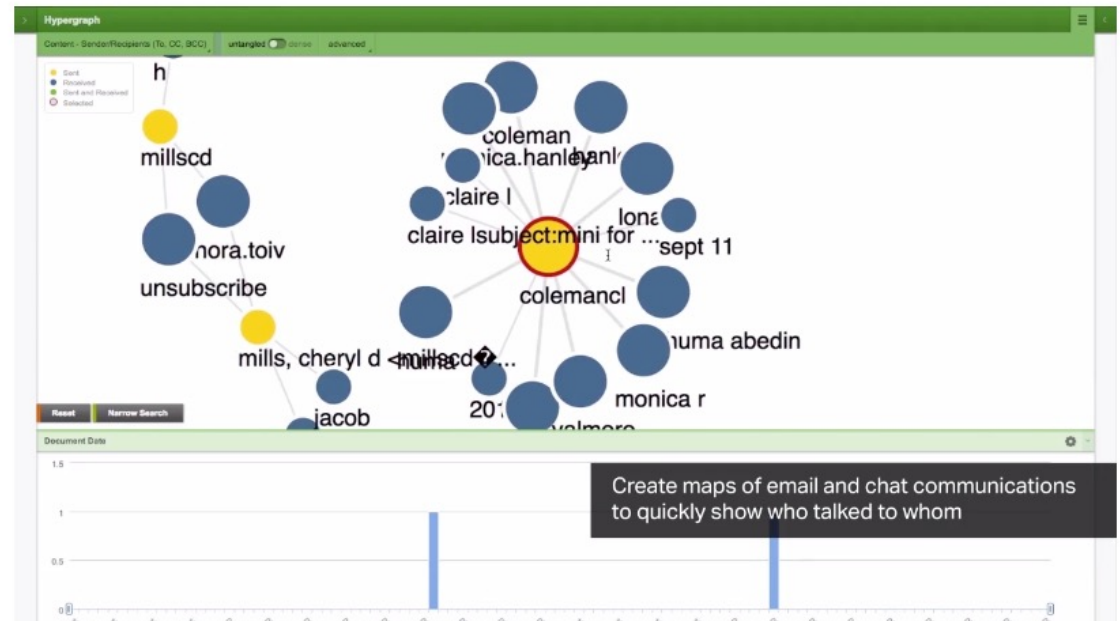 Hypergraph
Content - Sender/Recipients (To, CC, BCC) untangled dense advanced
Sent
Received
Sent and Received
Selected
h
millscd
nora.toiv
unsubscribe
mills, cheryl d <millscd�...
jacob
coleman
claire l
claire lsubject:mini for ...
sept 11
colemancl
huma abedin
huma
monica r
Reset
Narrow Search
Document Date
Create maps of email and chat communications
to quickly show who talked to whom
1.5
1
0.5
0